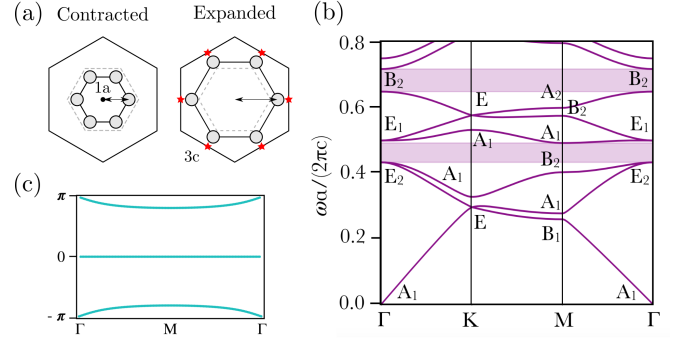 (a) Contracted Expanded
1a
3c
(b)
ωa/(2πc)
0.8
0.6
0.4
0.2
0.0
B₂ B₂
E A₂
B₂
E₁ A₁ A₁ E₁
B₂
E₂ A₁ E₂
A₁
E B₁
A₁ A₁
Γ K M Γ
(c)
π
0
- π
Γ M Γ